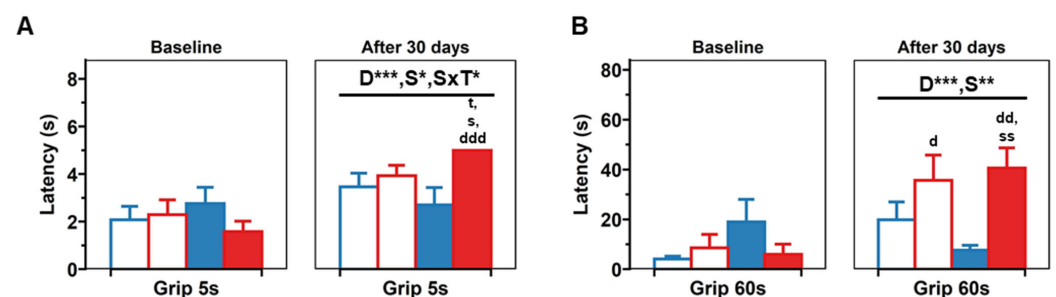 A
Baseline
After 30 days
Latency (s)
8
6
4
2
0
D***,S*,SxT*
t,
s,
ddd
Grip 5s
Grip 5s
B
Baseline
After 30 days
Latency (s)
80
60
40
20
0
D***,S**
d
dd,
ss
Grip 60s
Grip 60s